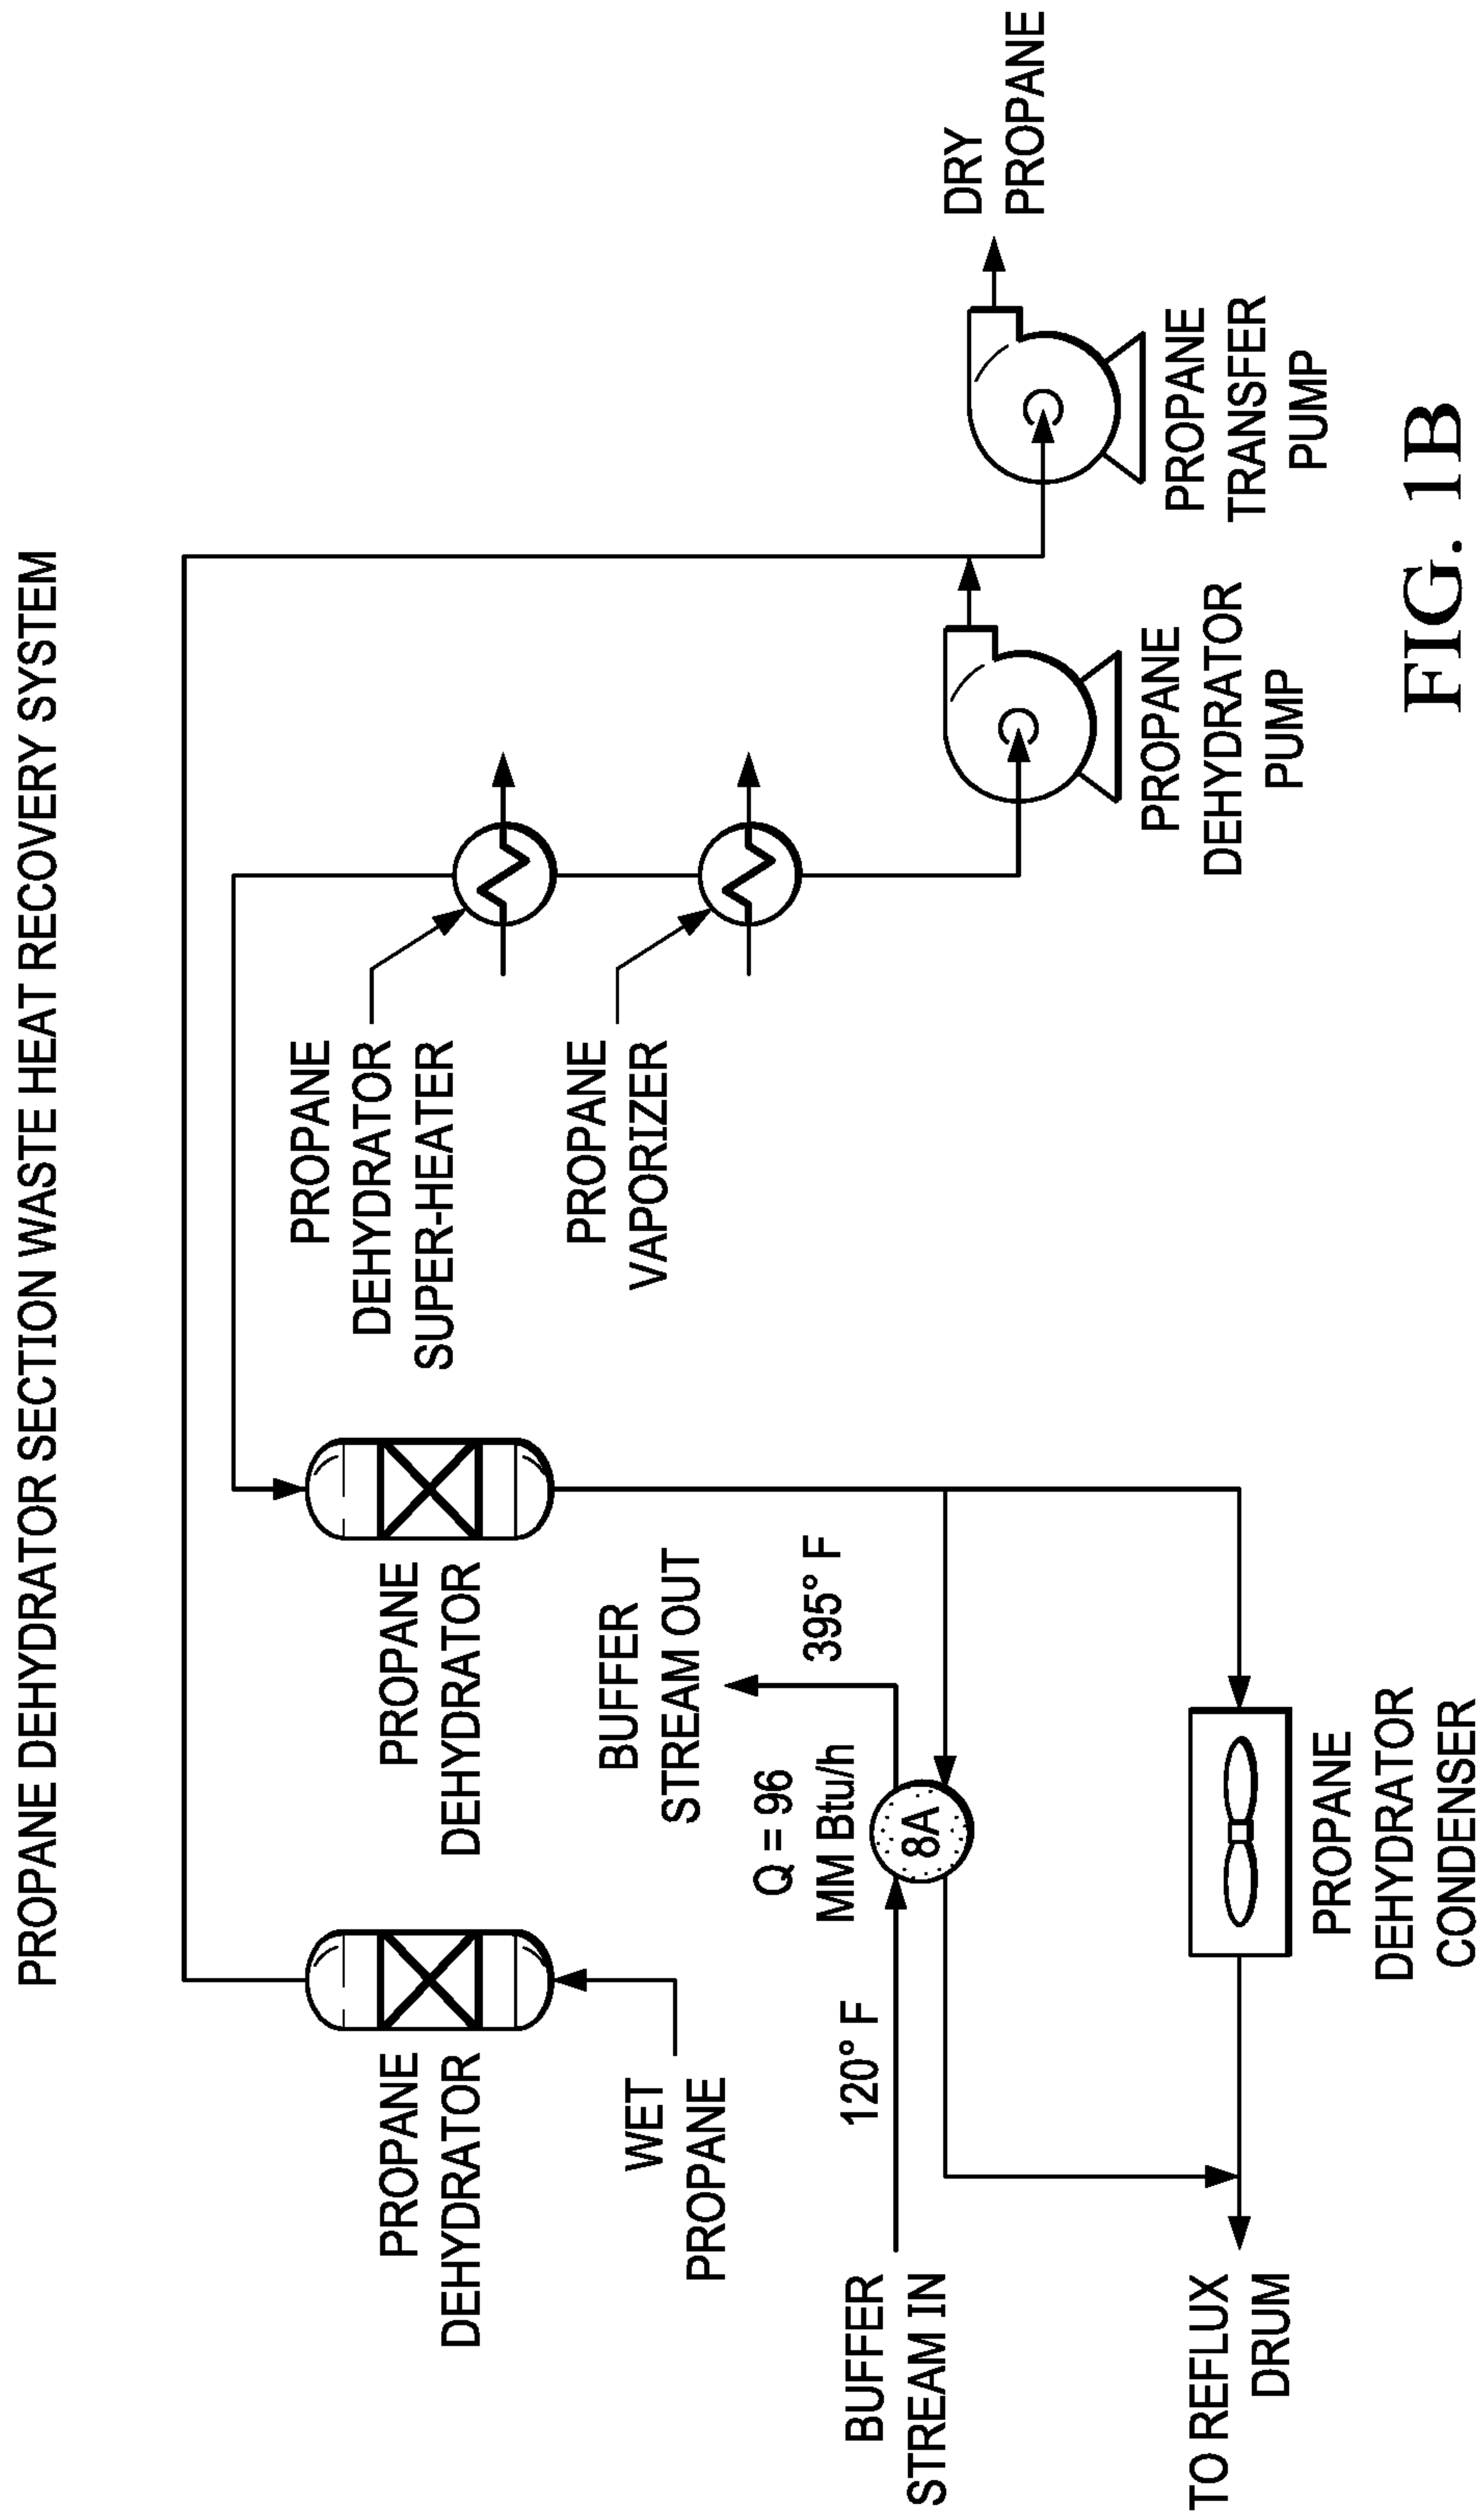 PROPANE DEHYDRATOR SECTION WASTE HEAT RECOVERY SYSTEM
PROPANE
DEHYDRATOR
WET
PROPANE
PROPANE
DEHYDRATOR
PROPANE
DEHYDRATOR
SUPER-HEATER
PROPANE
VAPORIZER
BUFFER
STREAM OUT
Q = 96
MM Btu/h
395° F
120° F
8A
BUFFER
STREAM IN
TO REFLUX
DRUM
PROPANE
DEHYDRATOR
CONDENSER
PROPANE
DEHYDRATOR
PUMP
PROPANE
TRANSFER
PUMP
DRY
PROPANE
FIG. 1B